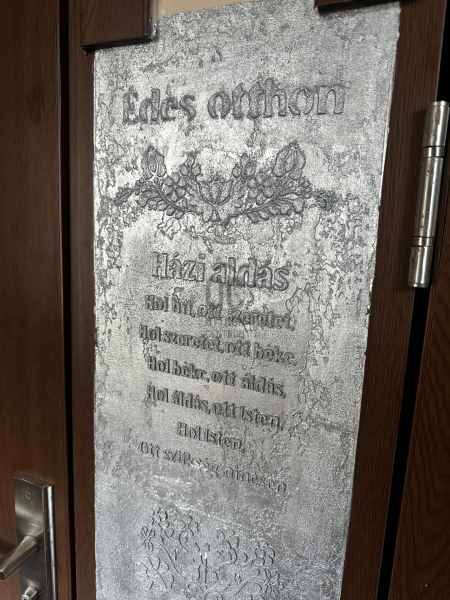 Édes otthon
Házi áldás
Hol hit, ott szeretet,
Hol szeretet, ott béke,
Hol béke, ott áldás,
Hol áldás, ott Isten,
Hol Isten,
Ott szükség nincsen